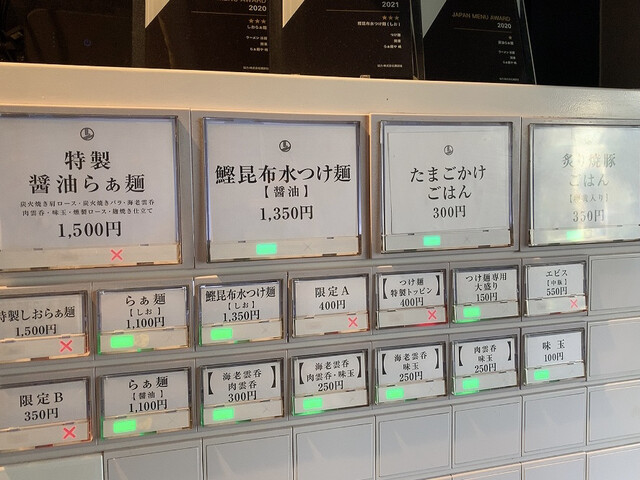 2020
★★★
2021
★★★
JAPAN MENU AWARD
2020
特製
醤油らぁ麺
炭火焼き肩ロース・炭火焼きバラ・海老雲呑
肉雲呑・味玉・燻製ロース・麹焼き仕立て
1,500円
鰹昆布水つけ麺
【醤油】
1,350円
たまごかけ
ごはん
300円
炙り焼豚
ごはん
350円
特製しおらぁ麺
1,500円
らぁ麺
【しお】
1,100円
鰹昆布水つけ麺
【しお】
1,350円
限定A
400円
つけ麺
特製トッピン
400円
つけ麺専用
大盛り
150円
エビス
【中瓶】
550円
限定B
350円
らぁ麺
【醤油】
1,100円
【海老雲呑
肉雲呑】
300円
【海老雲呑
肉雲呑・味玉】
250円
【海老雲呑
味玉】
250円
【肉雲呑
味玉】
250円
味玉
100円